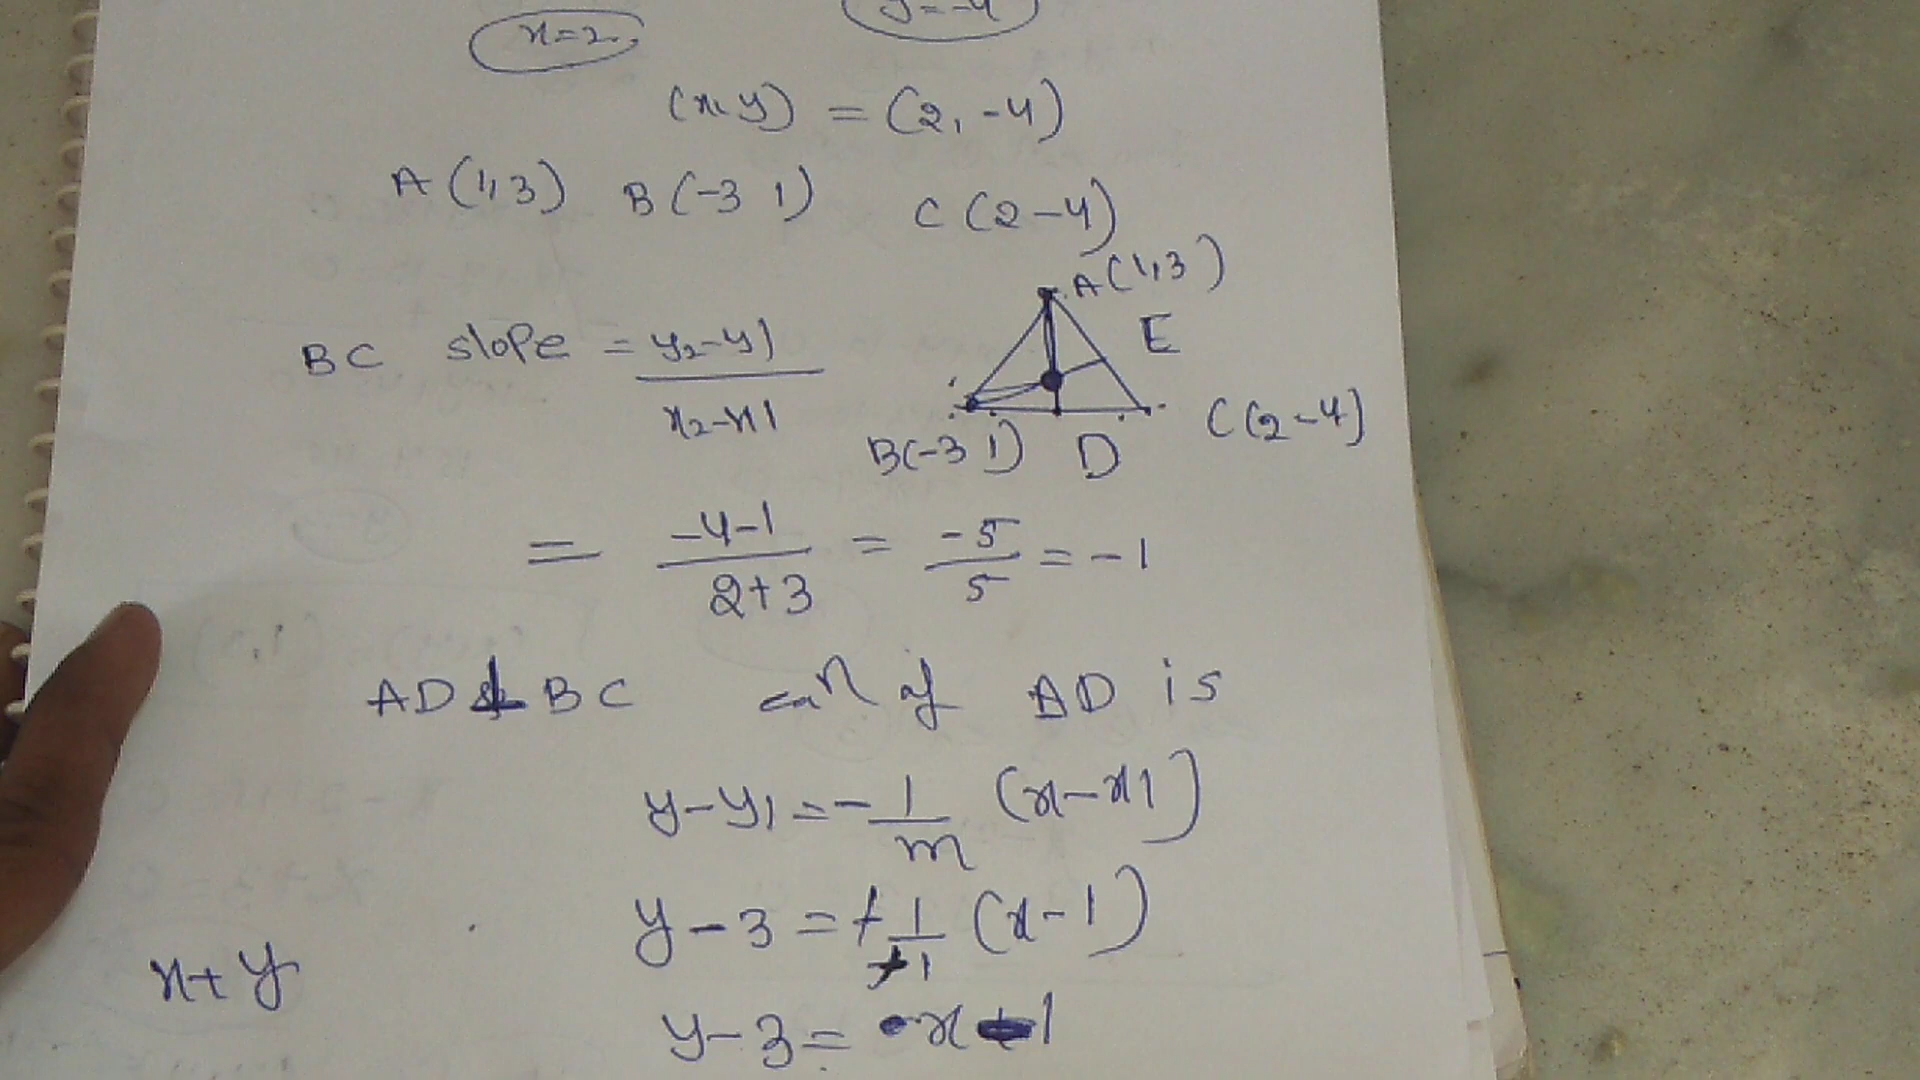 x=2
y=-4
(x, y) = (2, -4)
A (1, 3) B (-3 1) C (2 -4)
A (1, 3)
E
BC slope = y2-y1 / x2-x1
B(-3 1) D C (2 -4)
= -4-1 / 2+3 = -5 / 5 = -1
AD ⊥ BC of AD is
y-y1 = - 1/m (x-x1)
y-3 = + 1/+1 (x-1)
x+y
y-3 = x-1